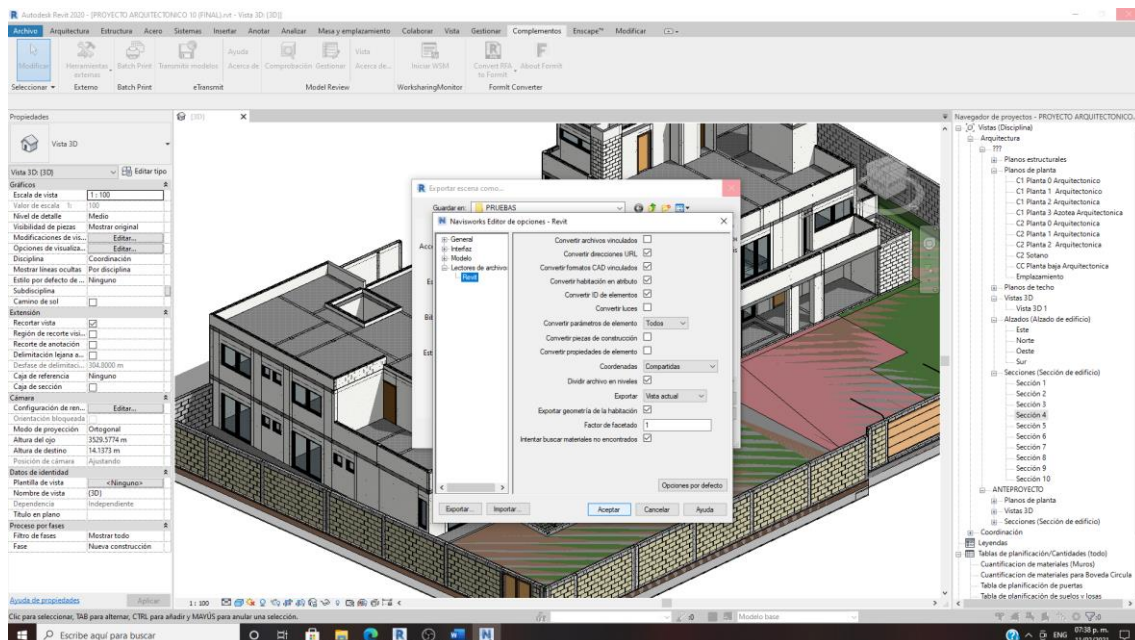 Autodesk Revit 2020 - [PROYECTO ARQUITECTONICO 10 (FINAL).rvt - Vista 3D: {3D}]
Archivo Arquitectura Estructura Acero Sistemas Insertar Anotar Analizar Masa y emplazamiento Colaborar Vista Gestionar Complementos Enscape™ Modificar
Modificar Herramientas externas Batch Print Transmitir modelos Ayuda Acerca de Comprobación Gestionar Vista Acerca de... Iniciar WSM Convert RFA to FormIt About FormIt
Seleccionar Externo Batch Print eTransmit Model Review WorksharingMonitor FormIt Converter
Propiedades
Vista 3D
Vista 3D: {3D} Editar tipo
Gráficos
Escala de vista 1 : 100
Valor de escala 1: 100
Nivel de detalle Medio
Visibilidad de piezas Mostrar original
Modificaciones de vis... Editar...
Opciones de visualiza... Editar...
Disciplina Coordinación
Mostrar líneas ocultas Por disciplina
Estilo por defecto de ... Ninguno
Subdisciplina
Camino de sol
Extensión
Recortar vista
Región de recorte visi...
Recorte de anotación
Delimitación lejana a...
Desfase de delimitaci... 304.8000 m
Caja de referencia Ninguno
Caja de sección
Cámara
Configuración de ren... Editar...
Orientación bloqueada
Modo de proyección Ortogonal
Altura del ojo 3529.5774 m
Altura de destino 14.1373 m
Posición de cámara Ajustando
Datos de identidad
Plantilla de vista <Ninguno>
Nombre de vista {3D}
Dependencia Independiente
Título en plano
Proceso por fases
Filtro de fases Mostrar todo
Fase Nueva construcción
Ayuda de propiedades Aplicar
{3D}
Exportar escena como...
Guardar en: PRUEBAS
Navisworks Editor de opciones - Revit
General
Interfaz
Modelo
Lectores de archivo
Revit
Convertir archivos vinculados
Convertir direcciones URL
Convertir formatos CAD vinculados
Convertir habitación en atributo
Convertir ID de elementos
Convertir luces
Convertir parámetros de elemento Todos
Convertir piezas de construcción
Convertir propiedades de elemento
Coordenadas Compartidas
Dividir archivo en niveles
Exportar Vista actual
Exportar geometría de la habitación
Factor de facetado 1
Intentar buscar materiales no encontrados
Opciones por defecto
Exportar... Importar... Aceptar Cancelar Ayuda
Navegador de proyectos - PROYECTO ARQUITECTONICO...
Vistas (Disciplina)
Arquitectura
???
Planos estructurales
Planos de planta
C1 Planta 0 Arquitectonico
C1 Planta 1 Arquitectonico
C1 Planta 2 Arquitectonica
C1 Planta 3 Azotea Arquitectonica
C2 Planta 0 Arquitectonica
C2 Planta 1 Arquitectonica
C2 Planta 2 Arquitectonica
C2 Sotano
CC Planta baja Arquitectonica
Emplazamiento
Planos de techo
Vistas 3D
Vista 3D 1
Alzados (Alzado de edificio)
Este
Norte
Oeste
Sur
Secciones (Sección de edificio)
Sección 1
Sección 2
Sección 3
Sección 4
Sección 5
Sección 6
Sección 7
Sección 8
Sección 9
Sección 10
ANTEPROYECTO
Planos de planta
Vistas 3D
Secciones (Sección de edificio)
Coordinación
Leyendas
Tablas de planificación/Cantidades (todo)
Cuantificacion de materiales (Muros)
Cuantificacion de materiales para Boveda Circula
Tabla de planificación de puertas
Tabla de planificación de suelos y losas
1 : 100
Clic para seleccionar, TAB para alternar, CTRL para añadir y MAYÚS para anular una selección. :0 Modelo base :0
Escribe aquí para buscar ENG 07:38 p. m.